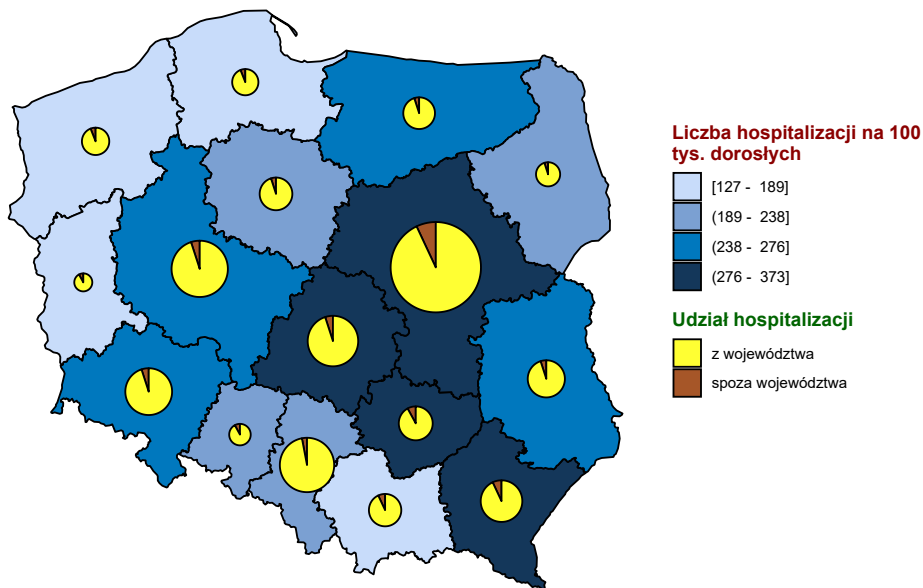 Liczba hospitalizacji na 100
tys. dorosłych
[127 - 189]
(189 - 238]
(238 - 276]
(276 - 373]
Udział hospitalizacji
z województwa
spoza województwa